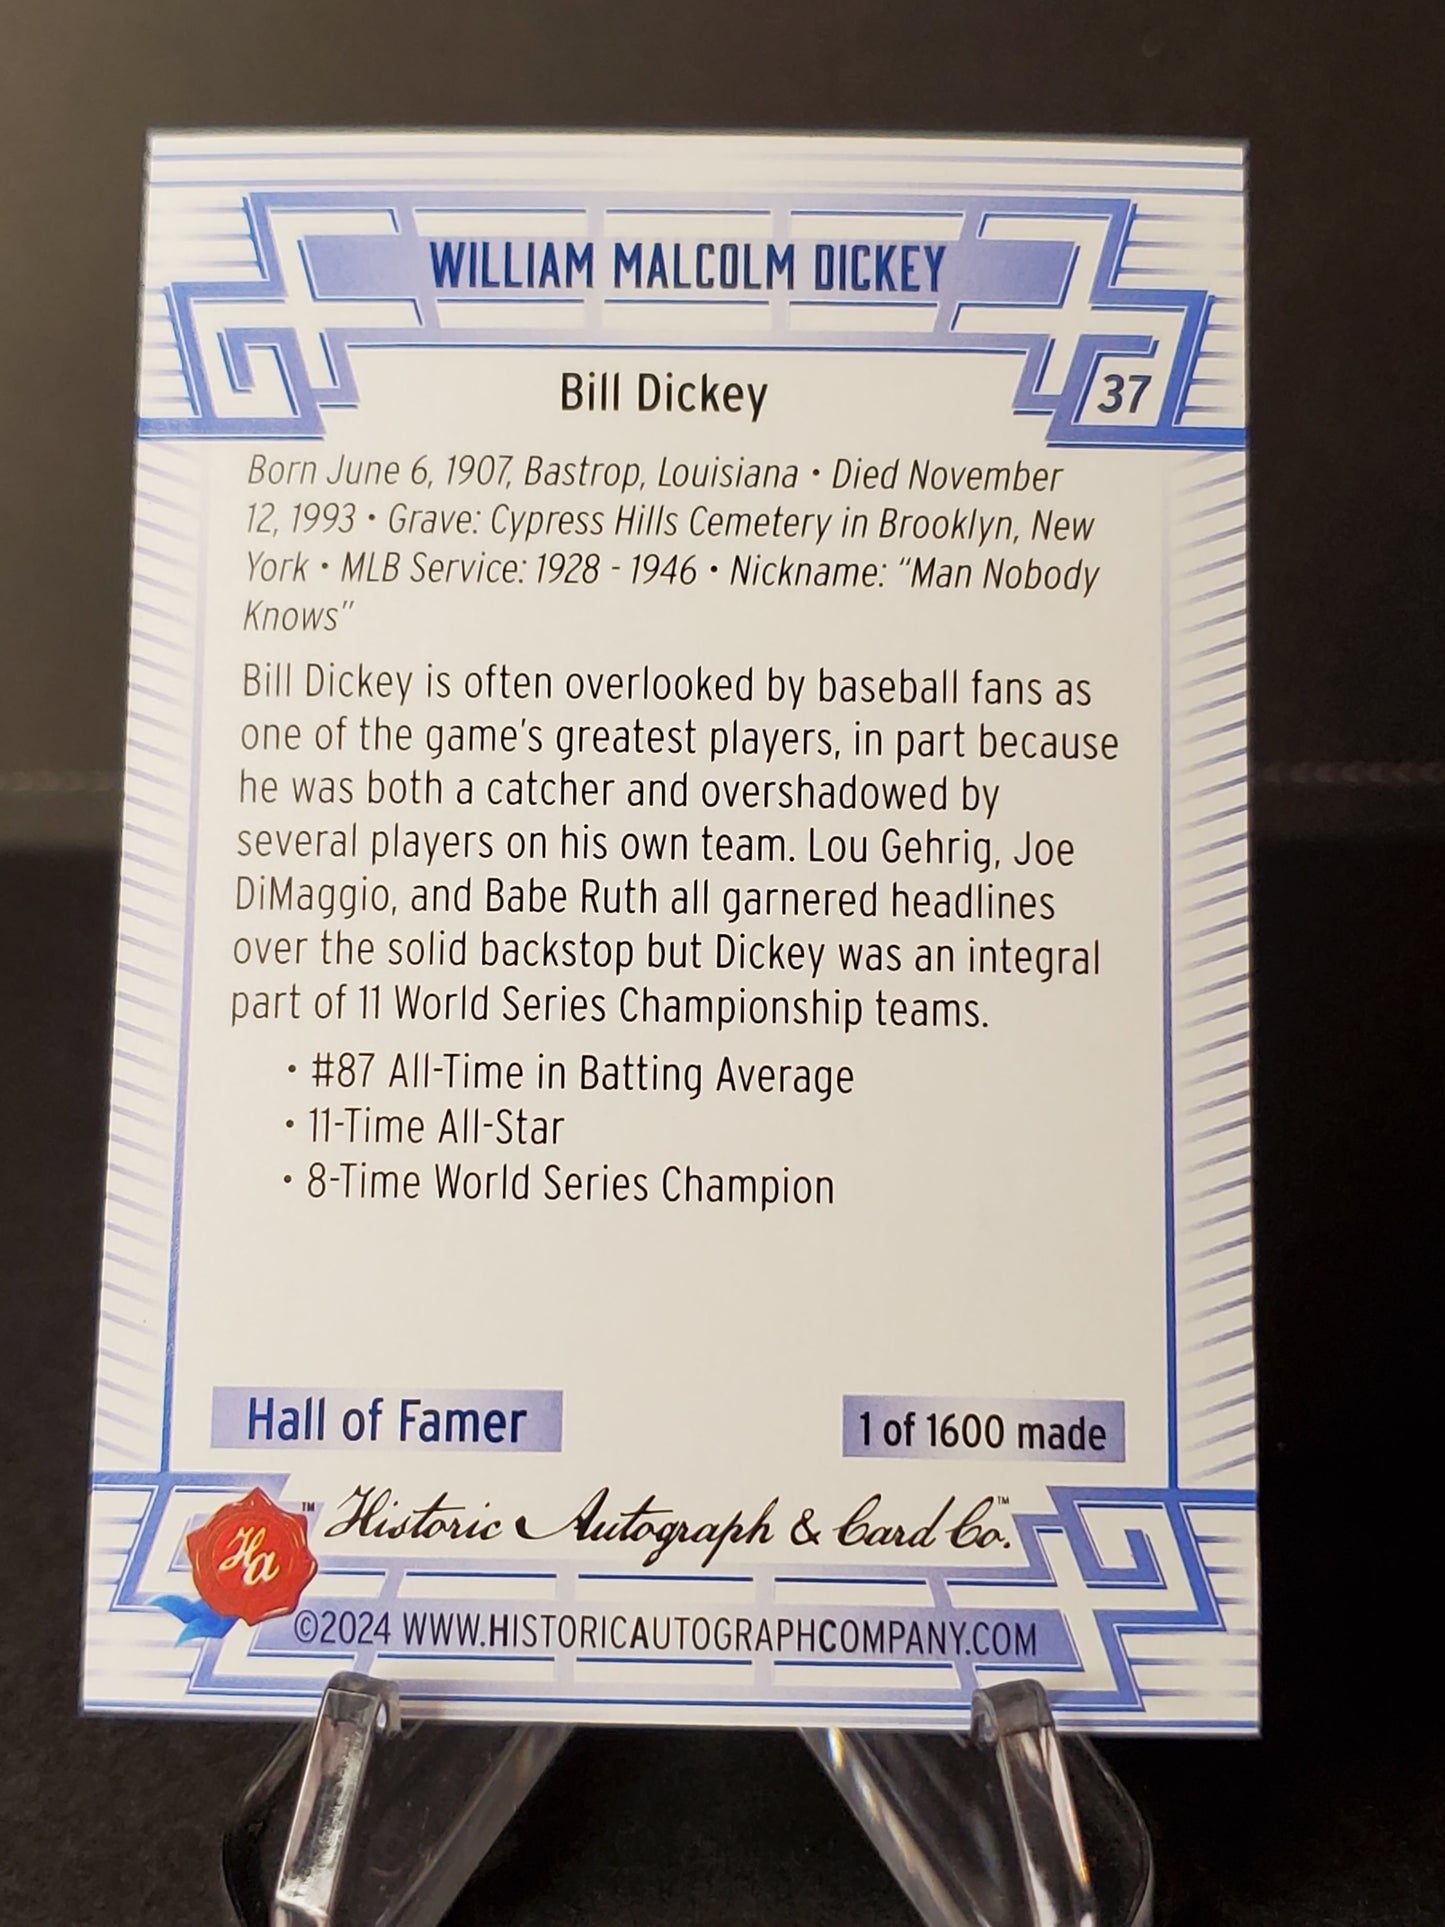 WILLIAM MALCOLM DICKEY
Bill Dickey
37
Born June 6, 1907, Bastrop, Louisiana • Died November
12, 1993 • Grave: Cypress Hills Cemetery in Brooklyn, New
York • MLB Service: 1928 - 1946 • Nickname: "Man Nobody
Knows"
Bill Dickey is often overlooked by baseball fans as
one of the game's greatest players, in part because
he was both a catcher and overshadowed by
several players on his own team. Lou Gehrig, Joe
DiMaggio, and Babe Ruth all garnered headlines
over the solid backstop but Dickey was an integral
part of 11 World Series Championship teams.
• #87 All-Time in Batting Average
• 11-Time All-Star
• 8-Time World Series Champion
Hall of Famer
1 of 1600 made
Ha ™ Historic Autograph & Card Co.™
©2024 WWW.HISTORICAUTOGRAPHCOMPANY.COM